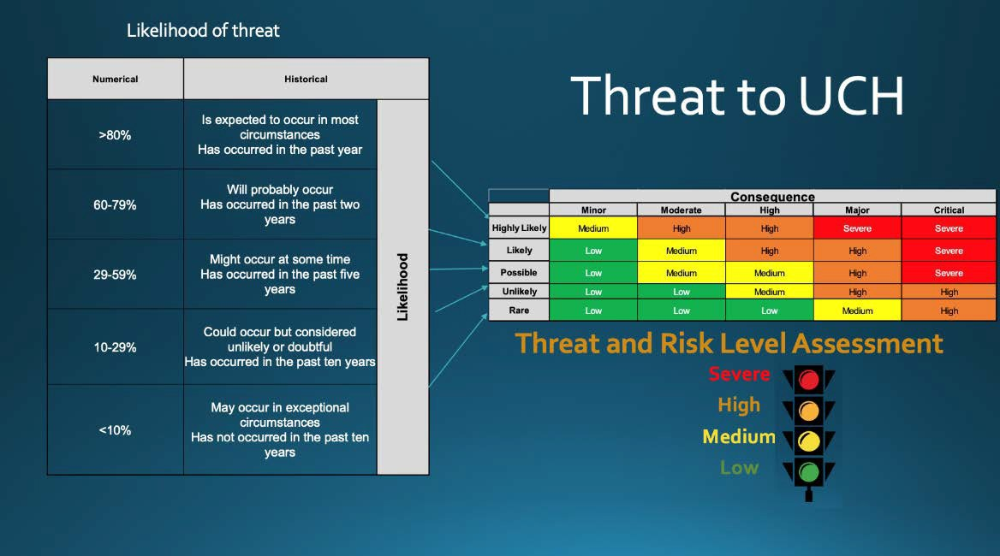 Likelihood of threat
Threat to UCH
Numerical Historical
>80%
Is expected to occur in most
circumstances
Has occurred in the past year
60-79%
Will probably occur
Has occurred in the past two
years
29-59%
Might occur at some time
Has occurred in the past five
years
10-29%
Could occur but considered
unlikely or doubtful
Has occurred in the past ten years
<10%
May occur in exceptional
circumstances
Has not occurred in the past ten
years
Likelihood
Consequence
Minor Moderate High Major Critical
Highly Likely Medium High High Severe Severe
Likely Low Medium High High Severe
Possible Low Medium Medium High Severe
Unlikely Low Low Medium High High
Rare Low Low Low Medium High
Threat and Risk Level Assessment
Severe
High
Medium
Low